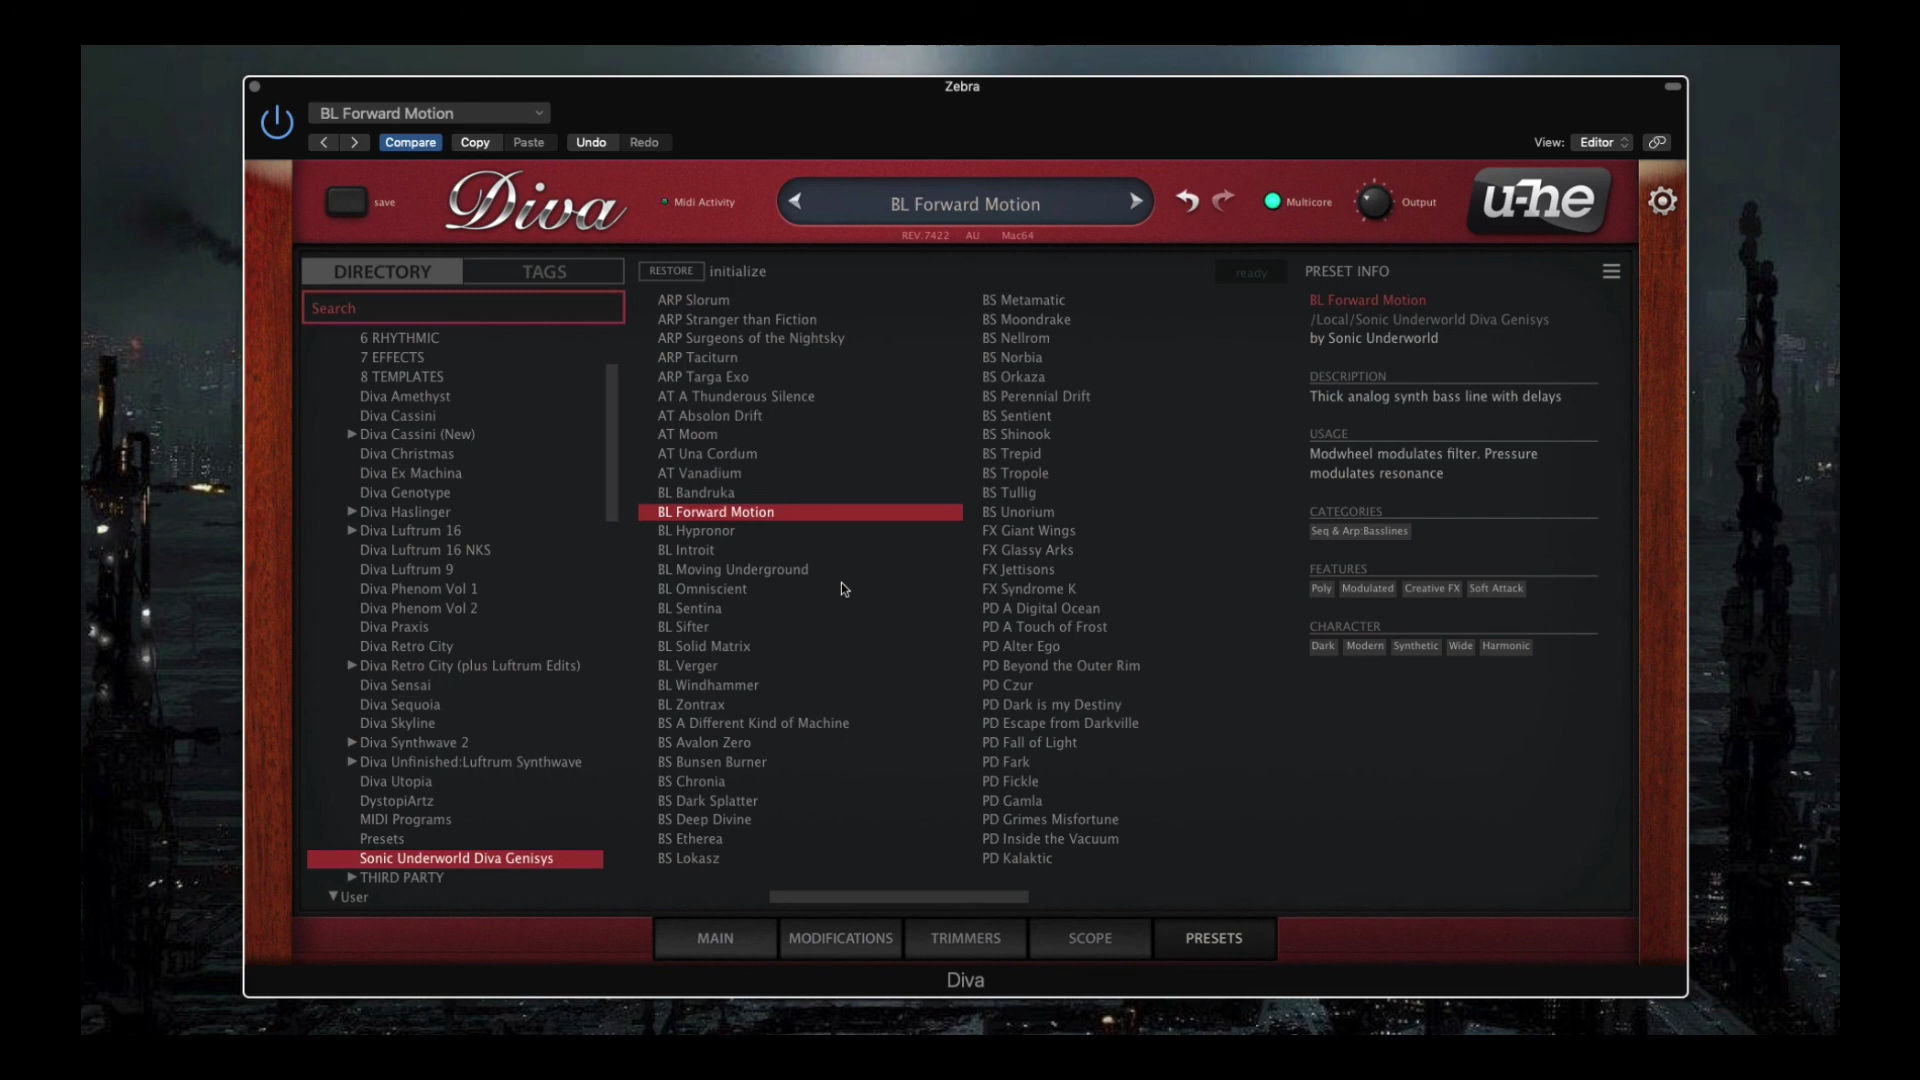 Zebra
BL Forward Motion
Compare
Copy
Paste
Undo
Redo
View:
Editor
save
Diva
Midi Activity
BL Forward Motion
Multicore
Output
u-he
REV.7422 AU Mac64
DIRECTORY
TAGS
RESTORE
initialize
ready
PRESET INFO
Search
6 RHYTHMIC
7 EFFECTS
8 TEMPLATES
Diva Amethyst
Diva Cassini
Diva Cassini (New)
Diva Christmas
Diva Ex Machina
Diva Genotype
Diva Haslinger
Diva Luftrum 16
Diva Luftrum 16 NKS
Diva Luftrum 9
Diva Phenom Vol 1
Diva Phenom Vol 2
Diva Praxis
Diva Retro City
Diva Retro City (plus Luftrum Edits)
Diva Sensai
Diva Sequoia
Diva Skyline
Diva Synthwave 2
Diva Unfinished:Luftrum Synthwave
Diva Utopia
DystopiArtz
MIDI Programs
Presets
Sonic Underworld Diva Genisys
THIRD PARTY
User
ARP Slorum
ARP Stranger than Fiction
ARP Surgeons of the Nightsky
ARP Taciturn
ARP Targa Exo
AT A Thunderous Silence
AT Absolon Drift
AT Moom
AT Una Cordum
AT Vanadium
BL Bandruka
BL Forward Motion
BL Hypronor
BL Introit
BL Moving Underground
BL Omniscient
BL Sentina
BL Sifter
BL Solid Matrix
BL Verger
BL Windhammer
BL Zontrax
BS A Different Kind of Machine
BS Avalon Zero
BS Bunsen Burner
BS Chronia
BS Dark Splatter
BS Deep Divine
BS Etherea
BS Lokasz
BS Metamatic
BS Moondrake
BS Nellrom
BS Norbia
BS Orkaza
BS Perennial Drift
BS Sentient
BS Shinook
BS Trepid
BS Tropole
BS Tullig
BS Unorium
FX Giant Wings
FX Glassy Arks
FX Jettisons
FX Syndrome K
PD A Digital Ocean
PD A Touch of Frost
PD Alter Ego
PD Beyond the Outer Rim
PD Czur
PD Dark is my Destiny
PD Escape from Darkville
PD Fall of Light
PD Fark
PD Fickle
PD Gamla
PD Grimes Misfortune
PD Inside the Vacuum
PD Kalaktic
BL Forward Motion
/Local/Sonic Underworld Diva Genisys
by Sonic Underworld
DESCRIPTION
Thick analog synth bass line with delays
USAGE
Modwheel modulates filter. Pressure
modulates resonance
CATEGORIES
Seq & Arp:Basslines
FEATURES
Poly Modulated Creative FX Soft Attack
CHARACTER
Dark Modern Synthetic Wide Harmonic
MAIN
MODIFICATIONS
TRIMMERS
SCOPE
PRESETS
Diva